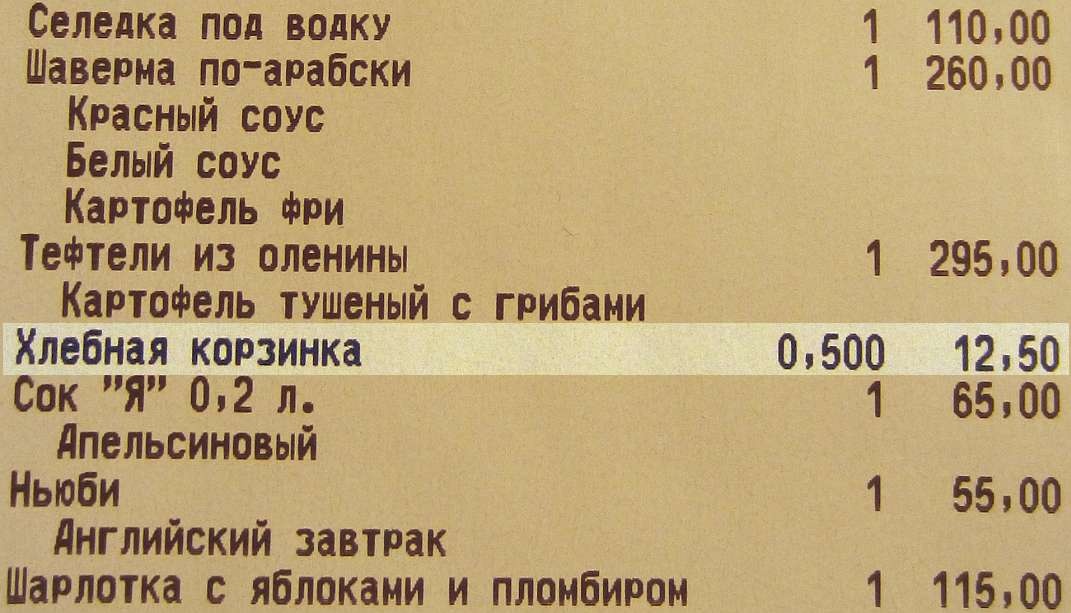 Селедка под водку 1 110,00
Шаверма по-арабски 1 260,00
Красный соус
Белый соус
Картофель фри
Тефтели из оленины 1 295,00
Картофель тушеный с грибами
Хлебная корзинка 0,500 12,50
Сок "Я" 0,2 л. 1 65,00
Апельсиновый
Ньюби 1 55,00
Английский завтрак
Шарлотка с яблоками и пломбиром 1 115,00